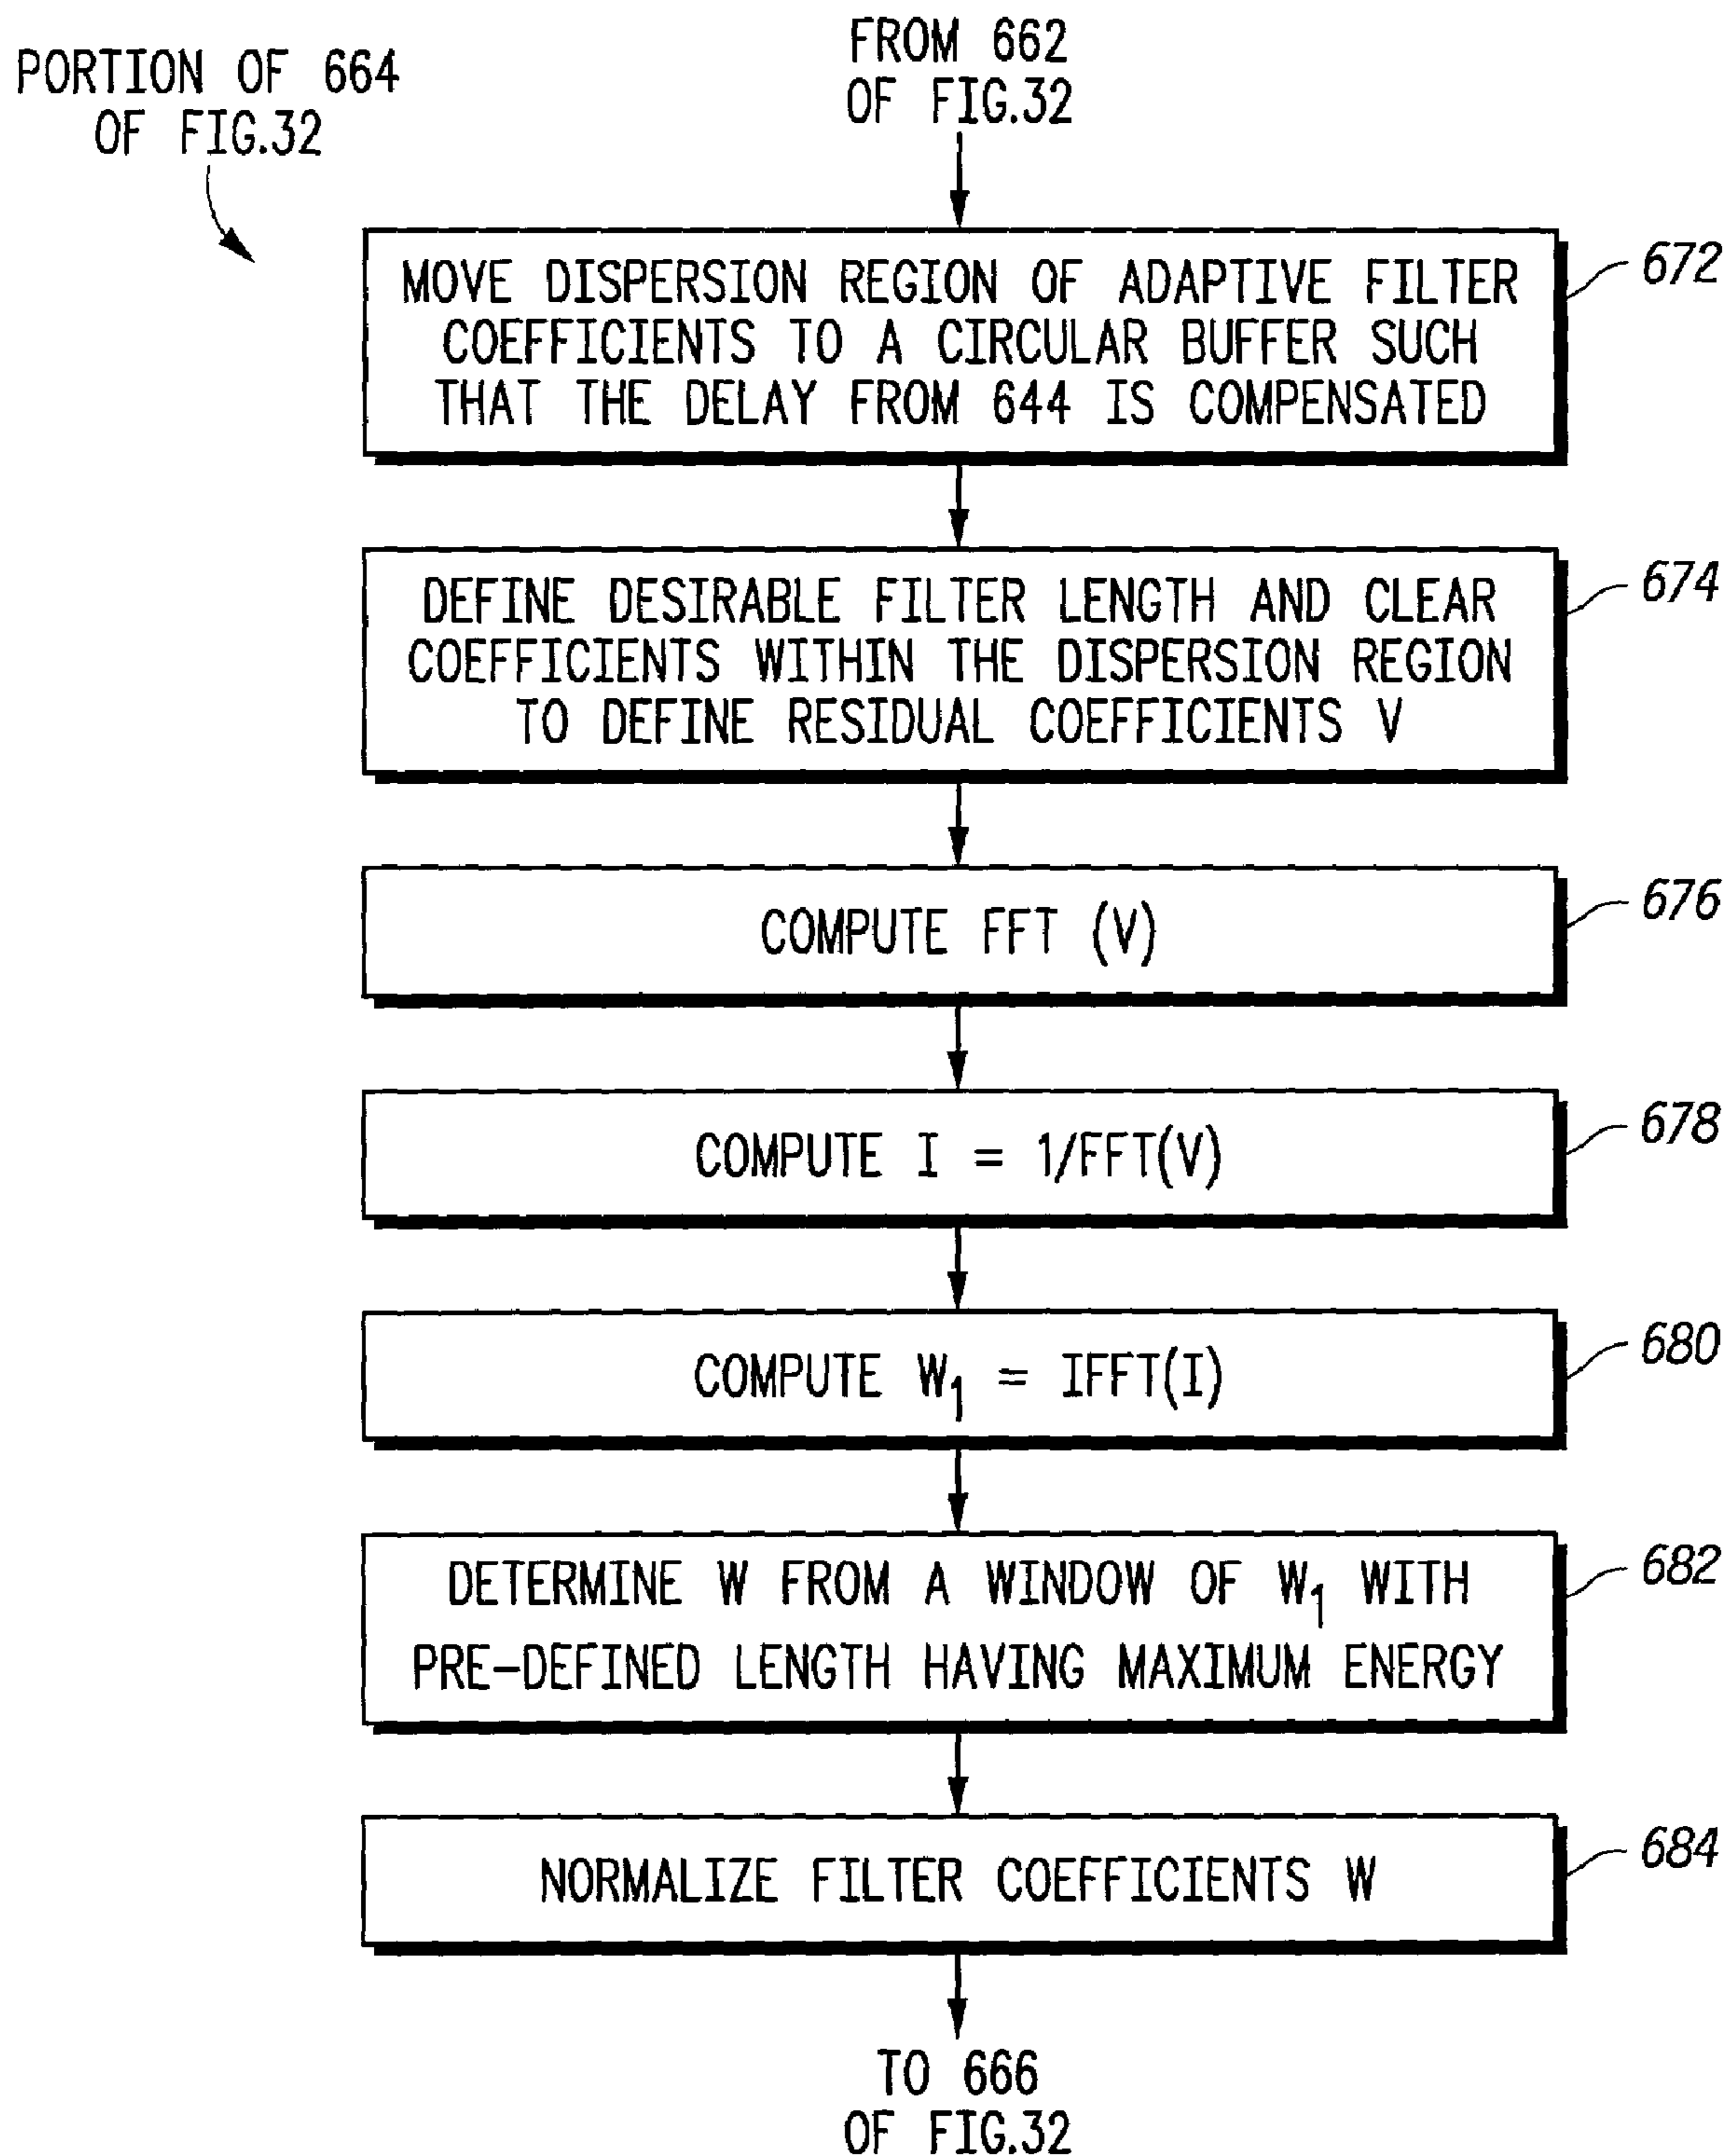 PORTION OF 664
OF FIG.32
FROM 662
OF FIG.32
MOVE DISPERSION REGION OF ADAPTIVE FILTER
COEFFICIENTS TO A CIRCULAR BUFFER SUCH
THAT THE DELAY FROM 644 IS COMPENSATED
672
DEFINE DESIRABLE FILTER LENGTH AND CLEAR
COEFFICIENTS WITHIN THE DISPERSION REGION
TO DEFINE RESIDUAL COEFFICIENTS V
674
COMPUTE FFT (V)
676
COMPUTE I = 1/FFT(V)
678
COMPUTE W₁ = IFFT(I)
680
DETERMINE W FROM A WINDOW OF W₁ WITH
PRE-DEFINED LENGTH HAVING MAXIMUM ENERGY
682
NORMALIZE FILTER COEFFICIENTS W
684
TO 666
OF FIG.32